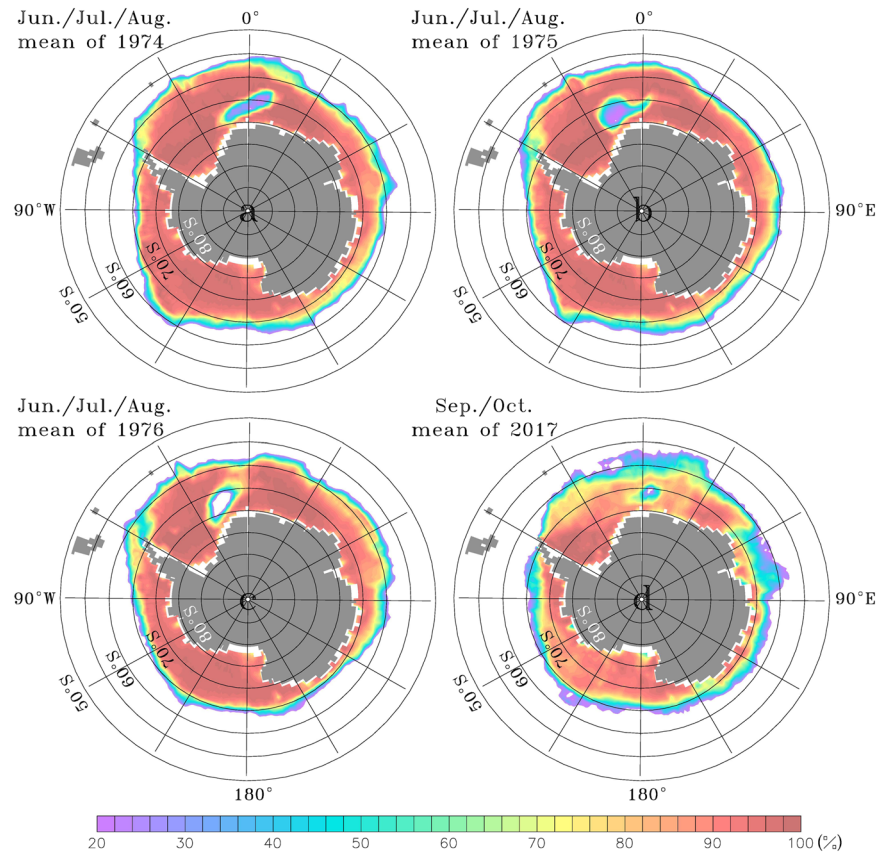 Jun./Jul./Aug.
mean of 1974
0°
Jun./Jul./Aug.
mean of 1975
0°
90°W
a
80°S
70°S
60°S
50°S
b
80°S
70°S
60°S
50°S
90°E
Jun./Jul./Aug.
mean of 1976
Sep./Oct.
mean of 2017
90°W
c
80°S
70°S
60°S
50°S
180°
d
80°S
70°S
60°S
50°S
90°E
180°
20 30 40 50 60 70 80 90 100 (%)